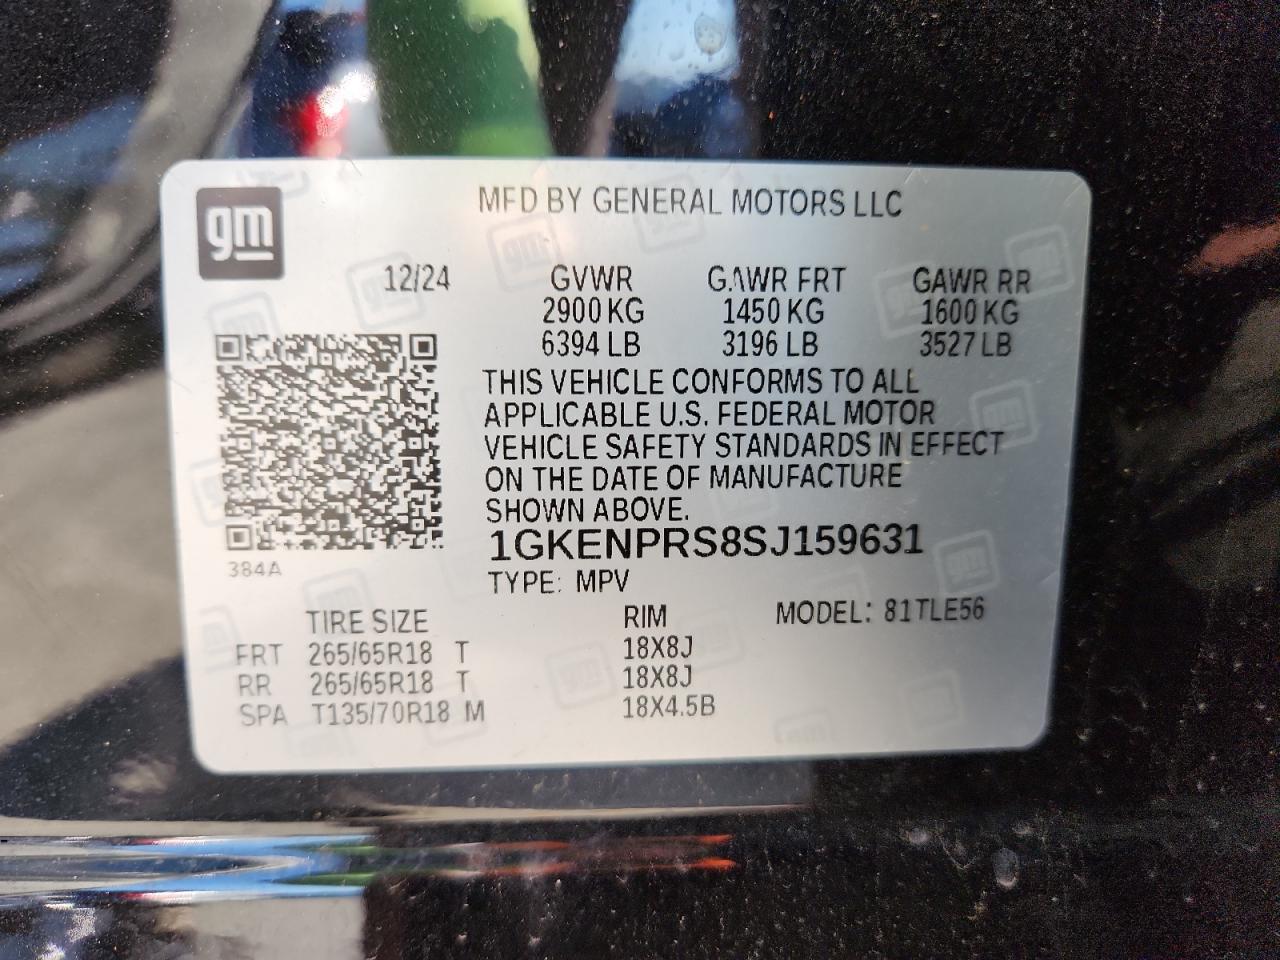 gm
MFD BY GENERAL MOTORS LLC
12/24 GVWR GAWR FRT GAWR RR
2900 KG 1450 KG 1600 KG
6394 LB 3196 LB 3527 LB
THIS VEHICLE CONFORMS TO ALL
APPLICABLE U.S. FEDERAL MOTOR
VEHICLE SAFETY STANDARDS IN EFFECT
ON THE DATE OF MANUFACTURE
SHOWN ABOVE.
1GKENPRS8SJ159631
384A
TYPE: MPV
TIRE SIZE RIM MODEL: 81TLE56
FRT 265/65R18 T 18X8J
RR 265/65R18 T 18X8J
SPA T135/70R18 M 18X4.5B